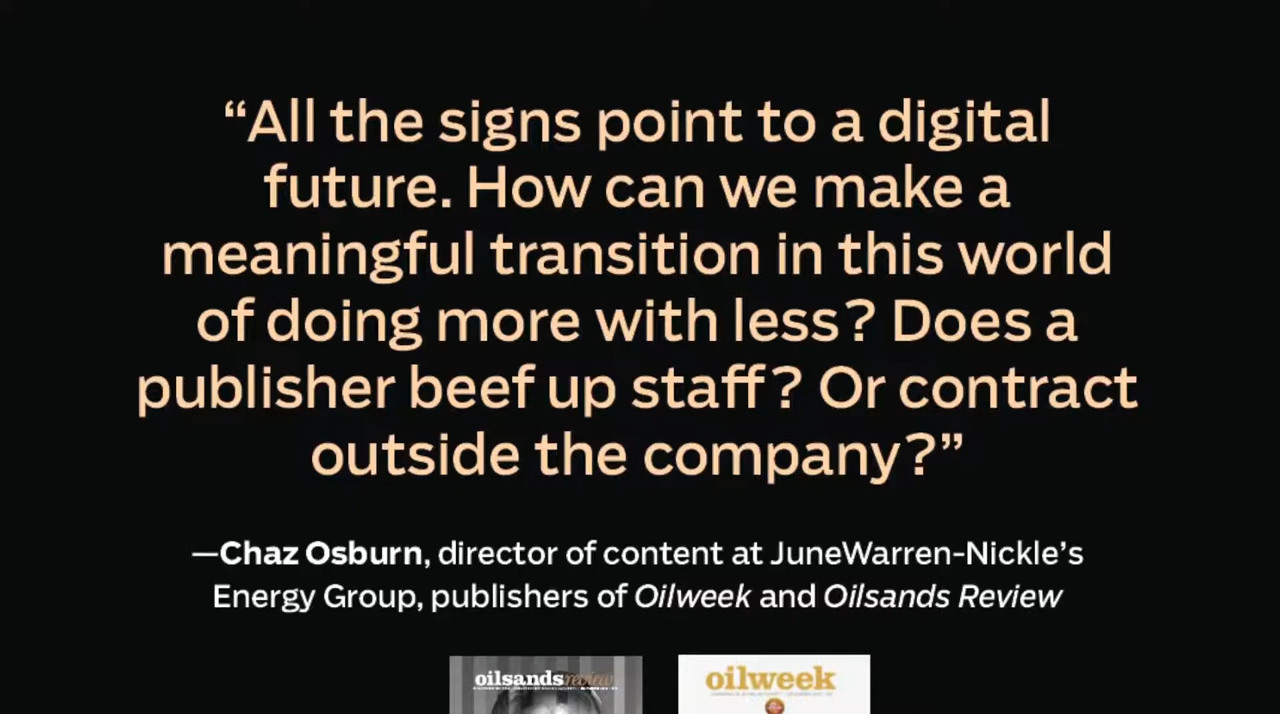 “All the signs point to a digital
future. How can we make a
meaningful transition in this world
of doing more with less? Does a
publisher beef up staff? Or contract
outside the company?”
—Chaz Osburn, director of content at JuneWarren-Nickle’s
Energy Group, publishers of Oilweek and Oilsands Review
oilsandsreview
oilweek